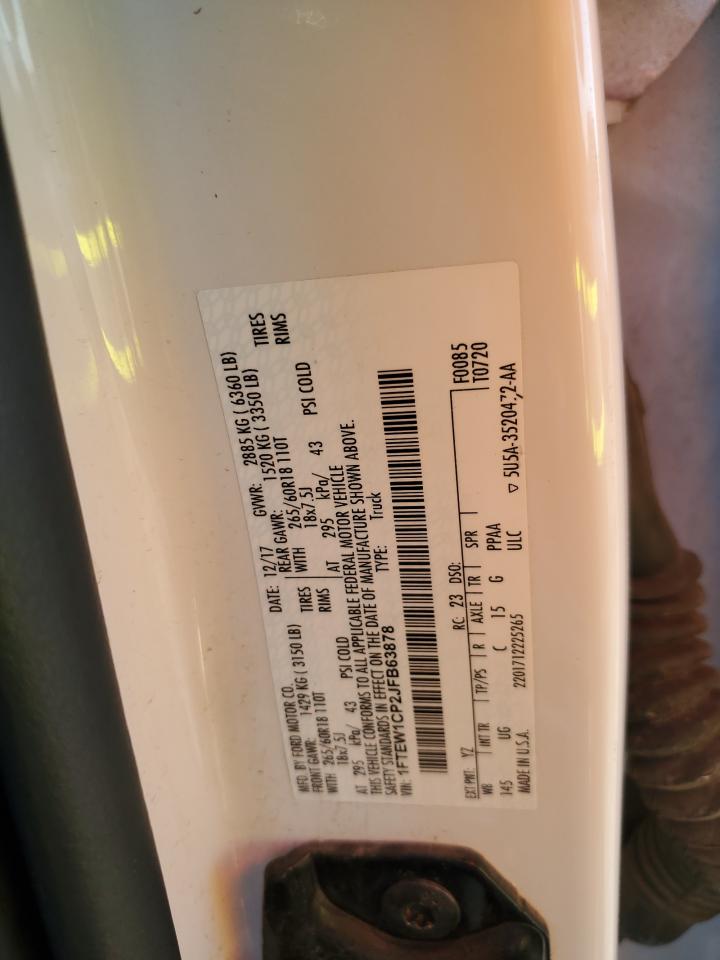 MFD. BY FORD MOTOR CO. DATE: 12/17 GVWR: 2885 KG ( 6360 LB)
FRONT GAWR: 1429 KG ( 3150 LB) REAR GAWR: 1520 KG ( 3350 LB)
WITH 265/60R18 110T TIRES WITH 265/60R18 110T TIRES
18x7.5J RIMS 18x7.5J RIMS
AT 295 kPa/ 43 PSI COLD AT 295 kPa/ 43 PSI COLD
THIS VEHICLE CONFORMS TO ALL APPLICABLE FEDERAL MOTOR VEHICLE
SAFETY STANDARDS IN EFFECT ON THE DATE OF MANUFACTURE SHOWN ABOVE.
VIN: 1FTEW1CP2JFB63878 TYPE: Truck
F0085
T0720
EXT PNT: YZ RC: 23 DSO:
WB INT TR TP/PS R AXLE TR SPR
145 UG C 15 G PPAA
MADE IN U.S.A. 2201712225265 ULC
▽ 5U5A-3520472-AA